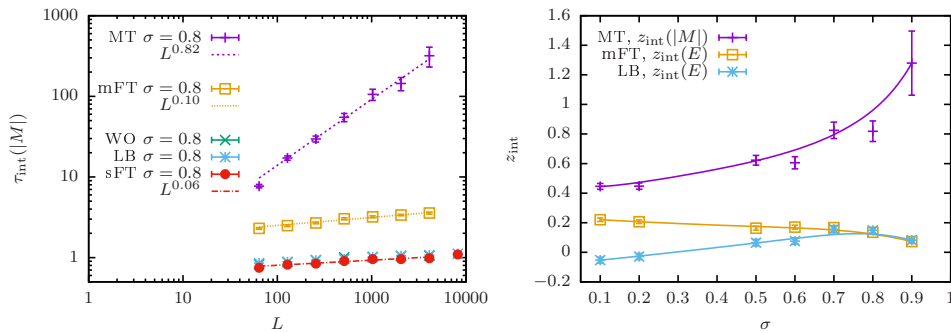 1000
100
10
1
τint(|M|)
MT σ = 0.8
L^0.82
mFT σ = 0.8
L^0.10
WO σ = 0.8
LB σ = 0.8
sFT σ = 0.8
L^0.06
1 10 100 1000 10000
L
1.6
1.4
1.2
1
0.8
0.6
0.4
0.2
0
−0.2
zint
MT, zint(|M|)
mFT, zint(E)
LB, zint(E)
0.1 0.2 0.3 0.4 0.5 0.6 0.7 0.8 0.9 1
σ